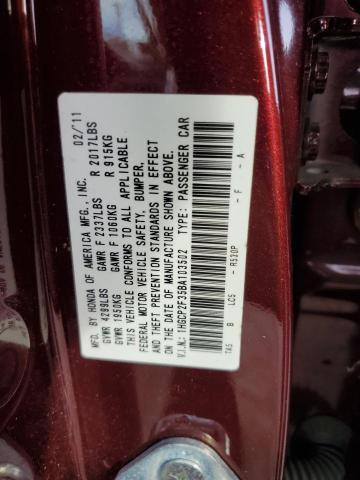 MFD. BY HONDA OF AMERICA MFG., INC. 02/11
GVWR 4299LBS GAWR F 2337LBS R 2017LBS
GVWR 1950KG GAWR F 1060KG R 915KG
THIS VEHICLE CONFORMS TO ALL APPLICABLE
FEDERAL MOTOR VEHICLE SAFETY, BUMPER,
AND THEFT PREVENTION STANDARDS IN EFFECT
ON THE DATE OF MANUFACTURE SHOWN ABOVE.
V.I.N.: 1HGCP2F35BA103502 TYPE: PASSENGER CAR
TA5 B LC5 - R530P - F - A